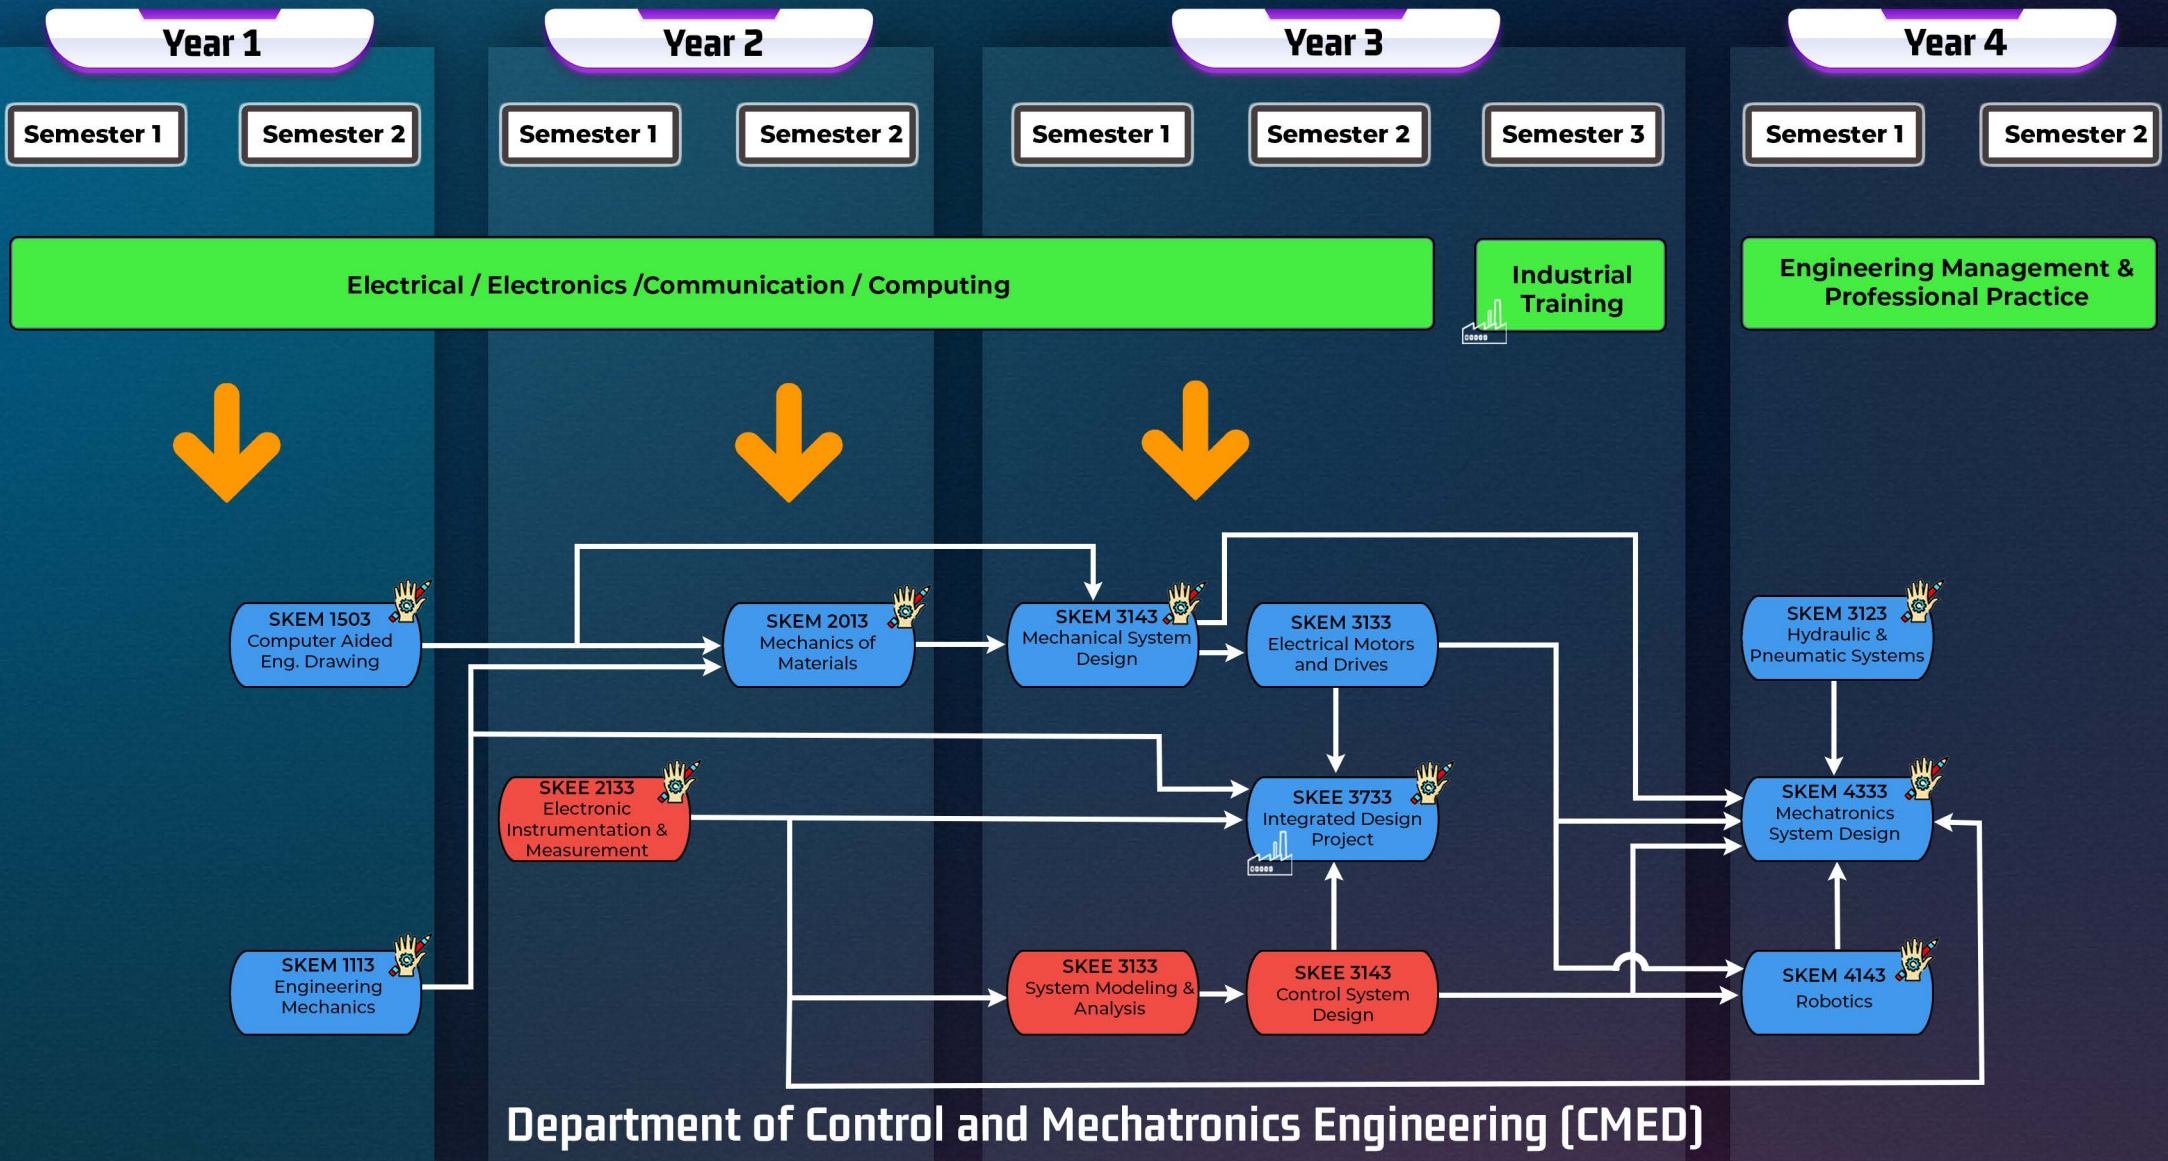 Year 1
Year 2
Year 3
Year 4
Semester 1
Semester 2
Semester 1
Semester 2
Semester 1
Semester 2
Semester 3
Semester 1
Semester 2
Electrical / Electronics /Communication / Computing
Industrial
Training
Engineering Management &
Professional Practice
SKEM 1503
Computer Aided
Eng. Drawing
SKEM 2013
Mechanics of
Materials
SKEM 3143
Mechanical System
Design
SKEM 3133
Electrical Motors
and Drives
SKEM 3123
Hydraulic &
Pneumatic Systems
SKEE 2133
Electronic
Instrumentation &
Measurement
SKEE 3733
Integrated Design
Project
SKEM 4333
Mechatronics
System Design
SKEM 1113
Engineering
Mechanics
SKEE 3133
System Modeling &
Analysis
SKEE 3143
Control System
Design
SKEM 4143
Robotics
Department of Control and Mechatronics Engineering (CMED)